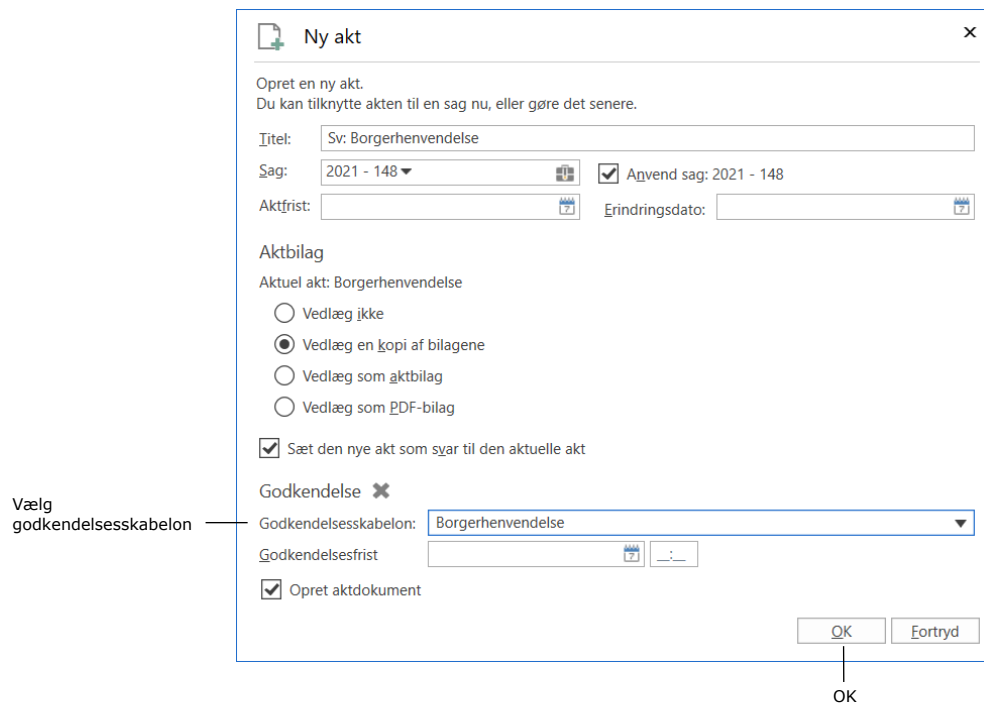 Ny akt
Opret en ny akt.
Du kan tilknytte akten til en sag nu, eller gøre det senere.
Titel: Sv: Borgerhenvendelse
Sag: 2021 - 148 Anvend sag: 2021 - 148
Aktfrist: Erindringsdato:
Aktbilag
Aktuel akt: Borgerhenvendelse
Vedlæg ikke
Vedlæg en kopi af bilagene
Vedlæg som aktbilag
Vedlæg som PDF-bilag
Sæt den nye akt som svar til den aktuelle akt
Godkendelse
Vælg
godkendelsesskabelon
Godkendelsesskabelon: Borgerhenvendelse
Godkendelsesfrist __:__
Opret aktdokument
OK Fortryd
OK